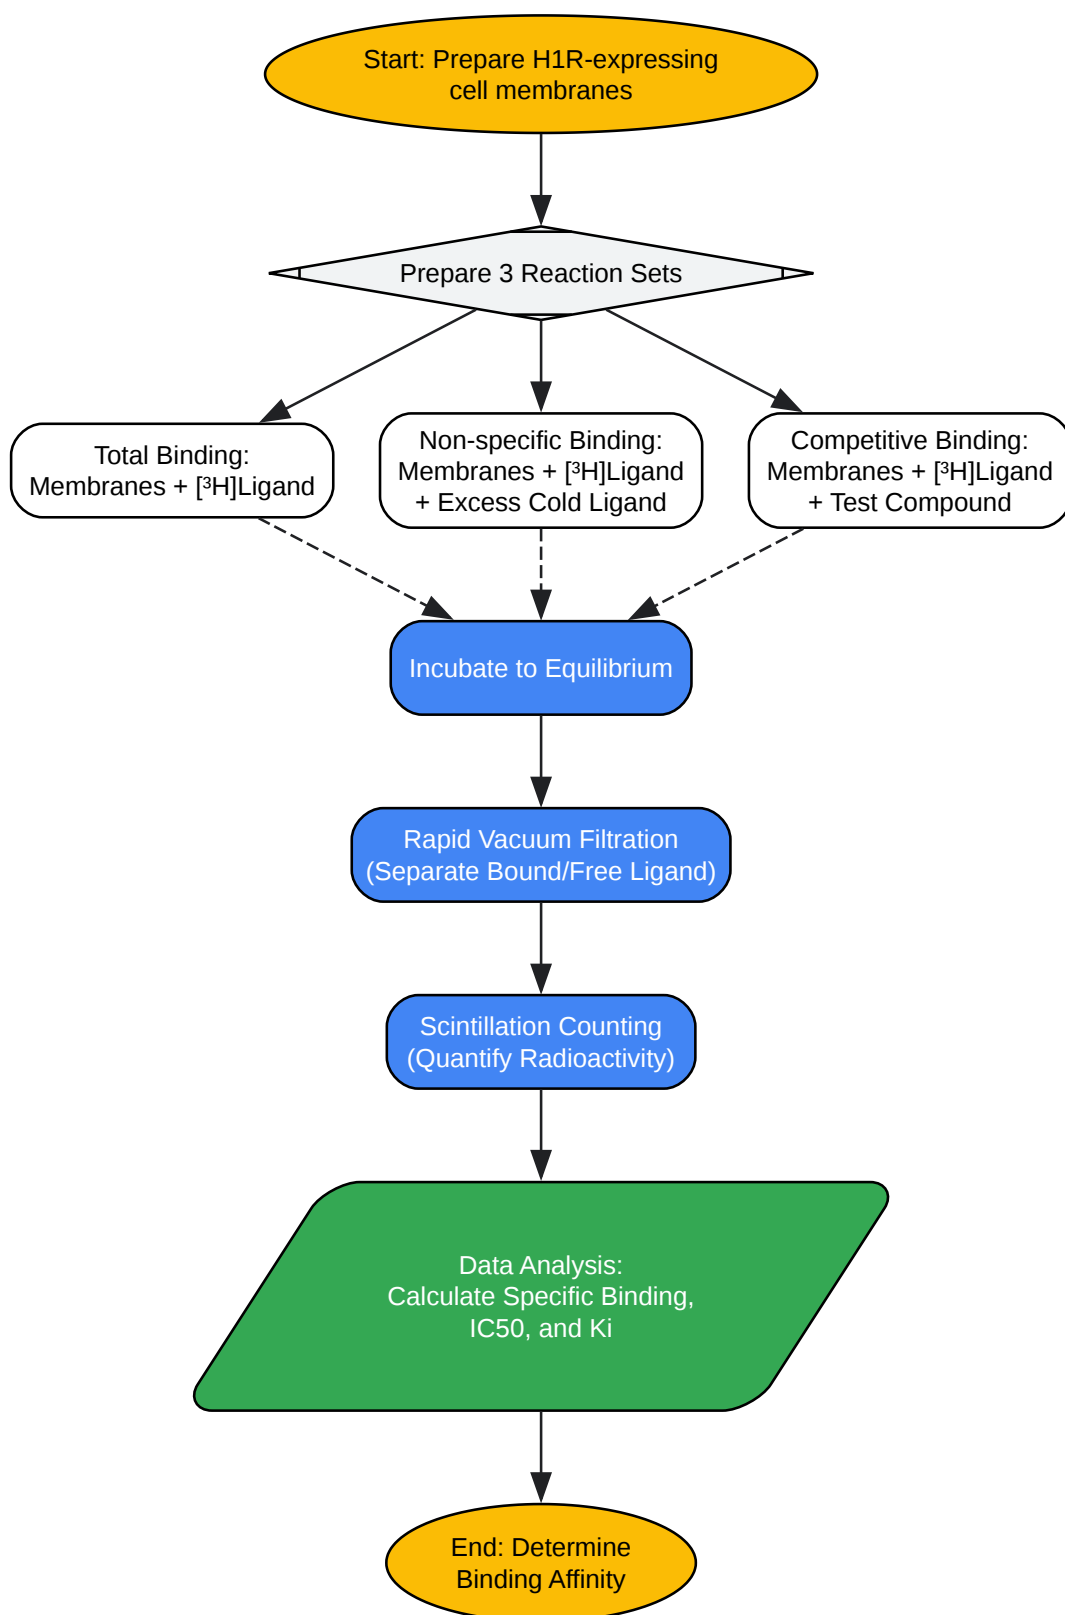 Start: Prepare H1R-expressing
cell membranes
Prepare 3 Reaction Sets
Total Binding:
Membranes + [³H]Ligand
Non-specific Binding:
Membranes + [³H]Ligand
+ Excess Cold Ligand
Competitive Binding:
Membranes + [³H]Ligand
+ Test Compound
Incubate to Equilibrium
Rapid Vacuum Filtration
(Separate Bound/Free Ligand)
Scintillation Counting
(Quantify Radioactivity)
Data Analysis:
Calculate Specific Binding,
IC50, and Ki
End: Determine
Binding Affinity